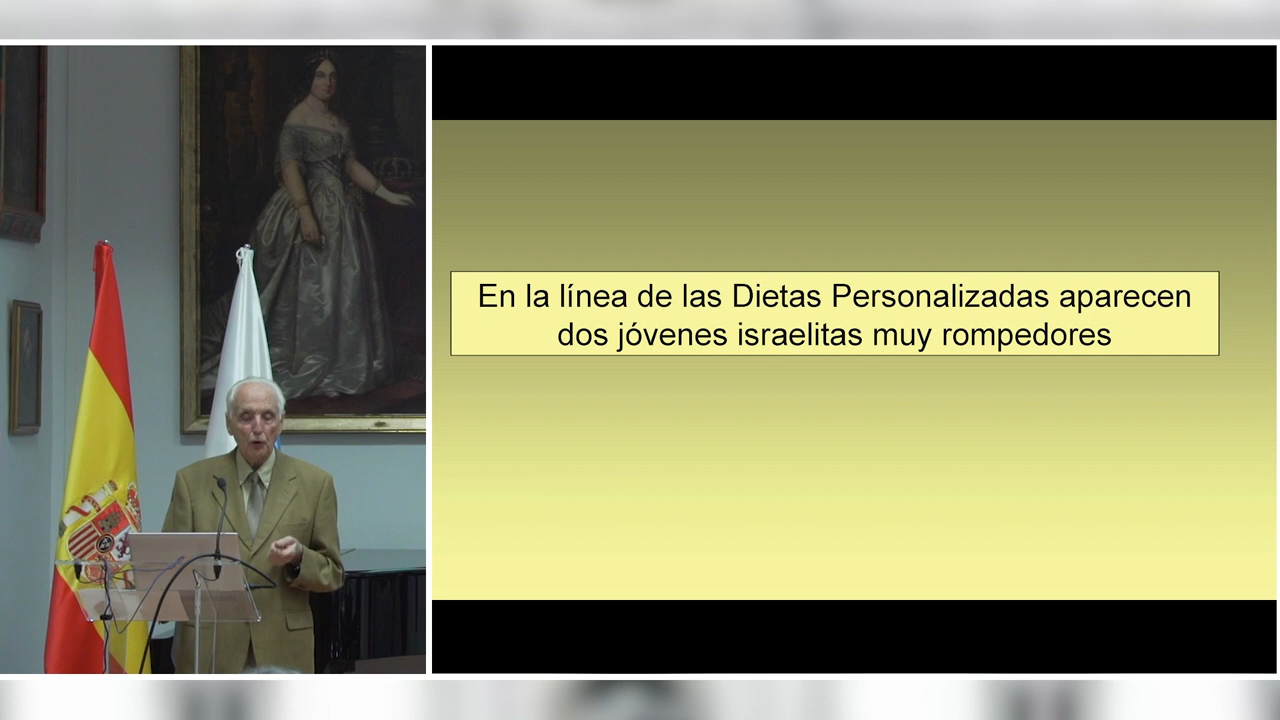 En la línea de las Dietas Personalizadas aparecen
dos jóvenes israelitas muy rompedores